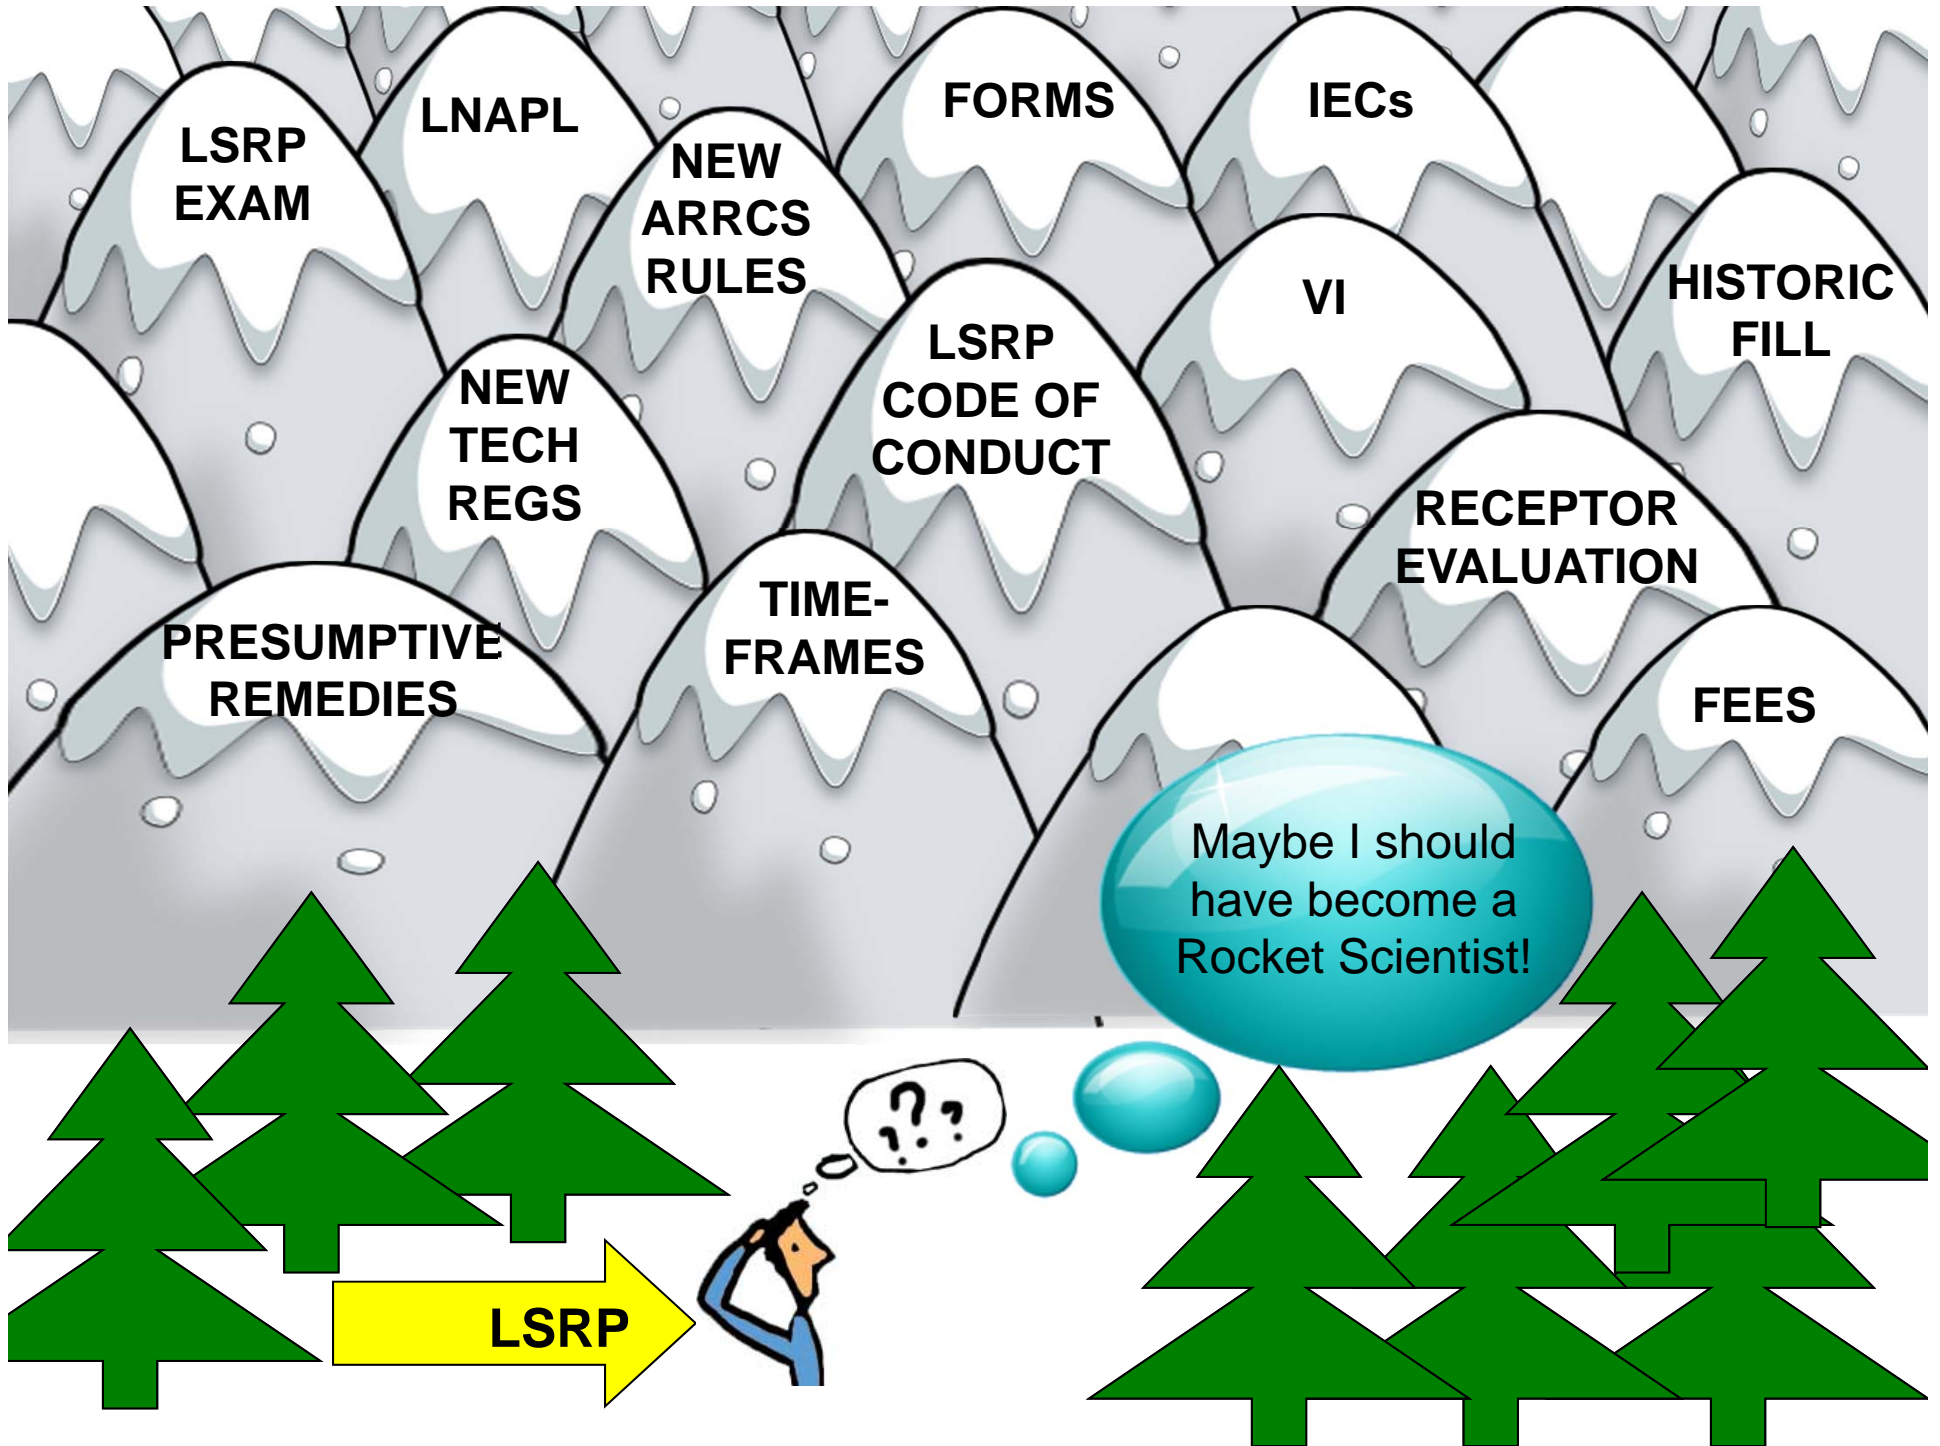 LSRP
EXAM
LNAPL
NEW
ARRCS
RULES
FORMS
IECs
HISTORIC
FILL
NEW
TECH
REGS
LSRP
CODE OF
CONDUCT
VI
RECEPTOR
EVALUATION
PRESUMPTIVE
REMEDIES
TIME-
FRAMES
FEES
Maybe I should
have become a
Rocket Scientist!
? ? ?
LSRP